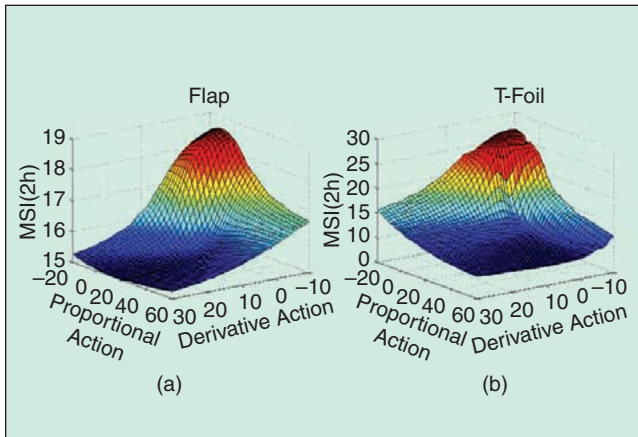 Flap
T-Foil
MSI(2h)
19
18
17
16
15
–20
0
20
40
60
Proportional
Action
30
20
10
0
–10
Derivative Action
(a)
MSI(2h)
30
25
20
15
10
5
0
–20
0
20
40
60
Proportional
Action
30
20
10
0
–10
Derivative Action
(b)